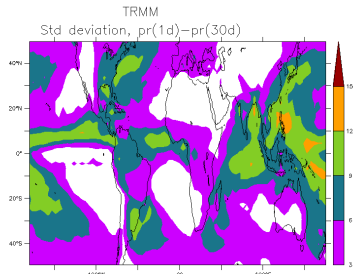 TRMM
Std deviation, pr(1d)-pr(30d)
40°N
20°N
0°
20°S
40°S
15
12
9
6
3